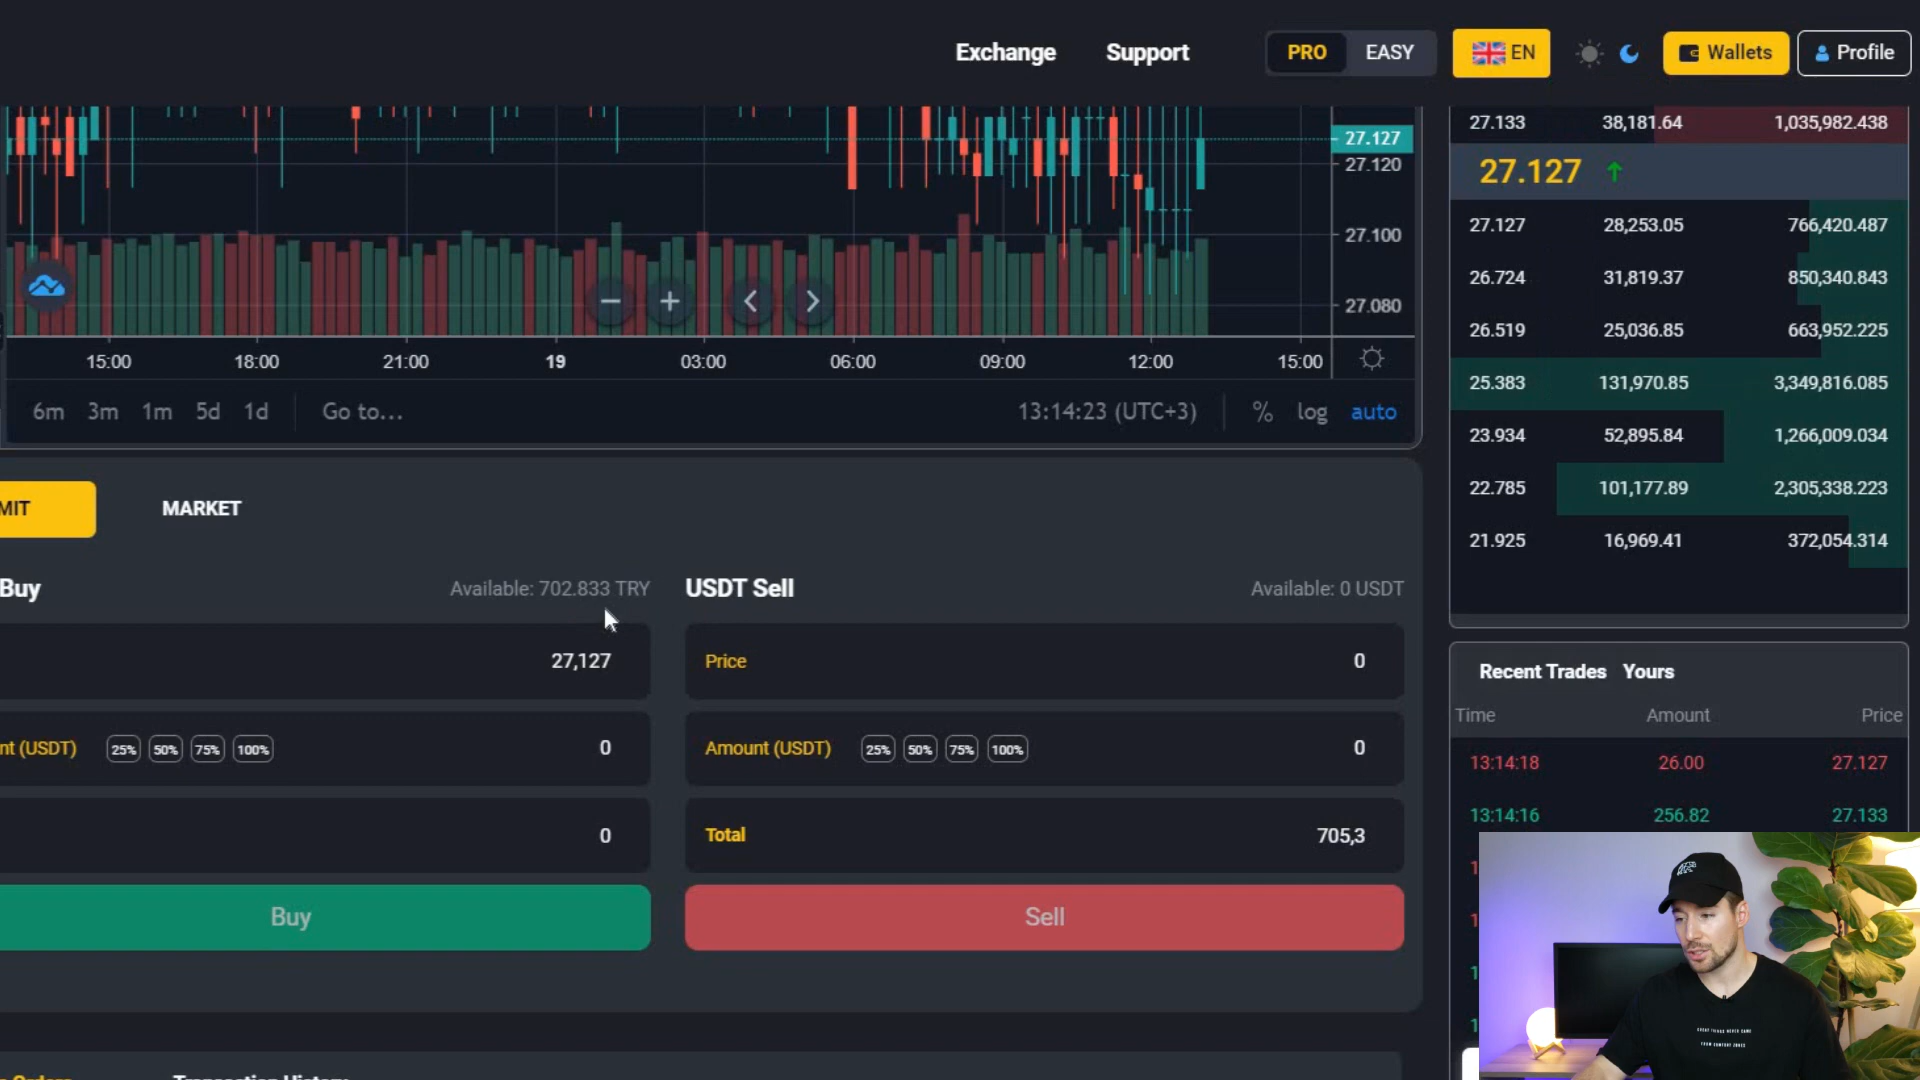 Exchange Support PRO EASY EN Wallets Profile
27.127
27.120
27.100
27.080
15:00 18:00 21:00 19 03:00 06:00 09:00 12:00 15:00
6m 3m 1m 5d 1d Go to... 13:14:23 (UTC+3) % log auto
27.133 38,181.64 1,035,982.438
27.127
27.127 28,253.05 766,420.487
26.724 31,819.37 850,340.843
26.519 25,036.85 663,952.225
25.383 131,970.85 3,349,816.085
23.934 52,895.84 1,266,009.034
22.785 101,177.89 2,305,338.223
21.925 16,969.41 372,054.314
MIT MARKET
Buy Available: 702.833 TRY
27,127
nt (USDT) 25% 50% 75% 100% 0
0
Buy
USDT Sell Available: 0 USDT
Price 0
Amount (USDT) 25% 50% 75% 100% 0
Total 705,3
Sell
Recent Trades Yours
Time Amount Price
13:14:18 26.00 27.127
13:14:16 256.82 27.133
Transaction History